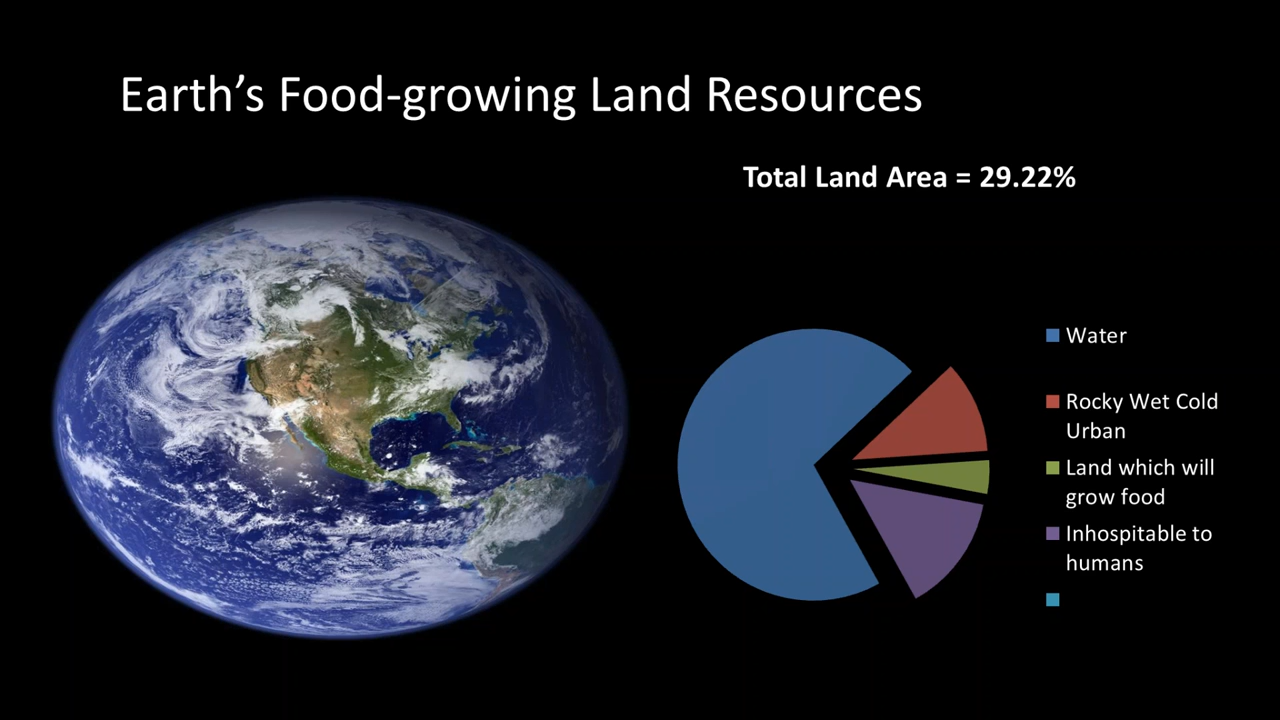 Earth’s Food-growing Land Resources
Total Land Area = 29.22%
Water
Rocky Wet Cold
Urban
Land which will
grow food
Inhospitable to
humans